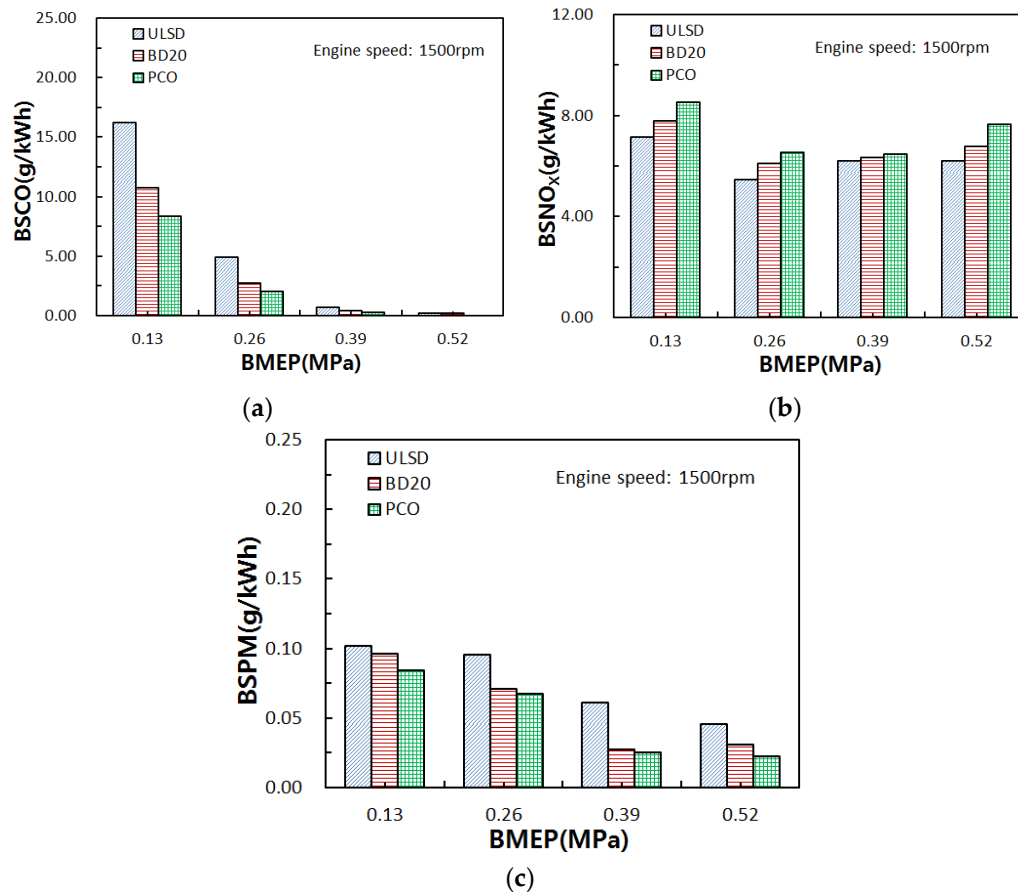 25.00
20.00
15.00
10.00
5.00
0.00
BSCO(g/kWh)
ULSD
BD20
PCO
Engine speed: 1500rpm
0.13 0.26 0.39 0.52
BMEP(MPa)
(a)
12.00
8.00
4.00
0.00
BSNOX(g/kWh)
ULSD
BD20
PCO
Engine speed: 1500rpm
0.13 0.26 0.39 0.52
BMEP(MPa)
(b)
0.25
0.20
0.15
0.10
0.05
0.00
BSPM(g/kWh)
ULSD
BD20
PCO
Engine speed: 1500rpm
0.13 0.26 0.39 0.52
BMEP(MPa)
(c)